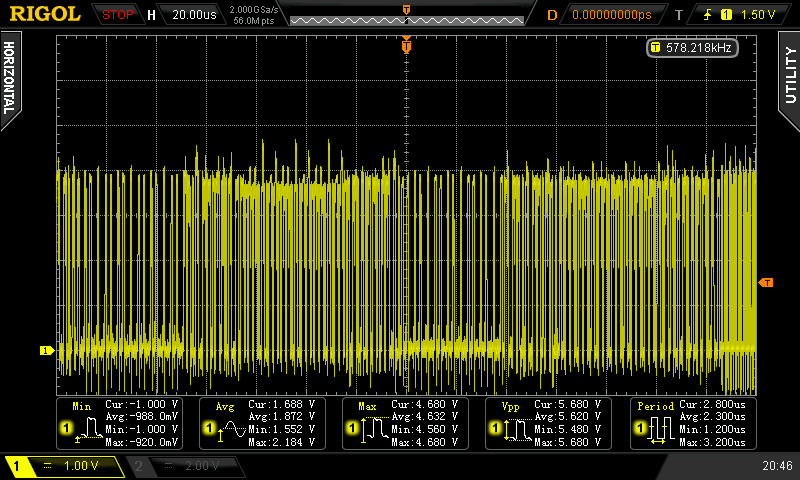 RIGOL STOP H 20.00us 2.000GSa/s D 0.00000000ps T 1 1.50 V
56.0M pts
T
T
T 578.218kHz
HORIZONTAL
UTILITY
T
1
Min Cur:-1.000 V Avg Cur:1.688 V Max Cur:4.680 V Vpp Cur:5.680 V Period Cur:2.800us
Avg:-988.0mV Avg:1.872 V Avg:4.632 V Avg:5.620 V Avg:2.300us
1 Min:-1.000 V 1 Min:1.552 V 1 Min:4.560 V 1 Min:5.480 V 1 Min:1.200us
Max:-920.0mV Max:2.184 V Max:4.680 V Max:5.680 V Max:3.200us
1 1.00 V 2 2.00 V 20:46